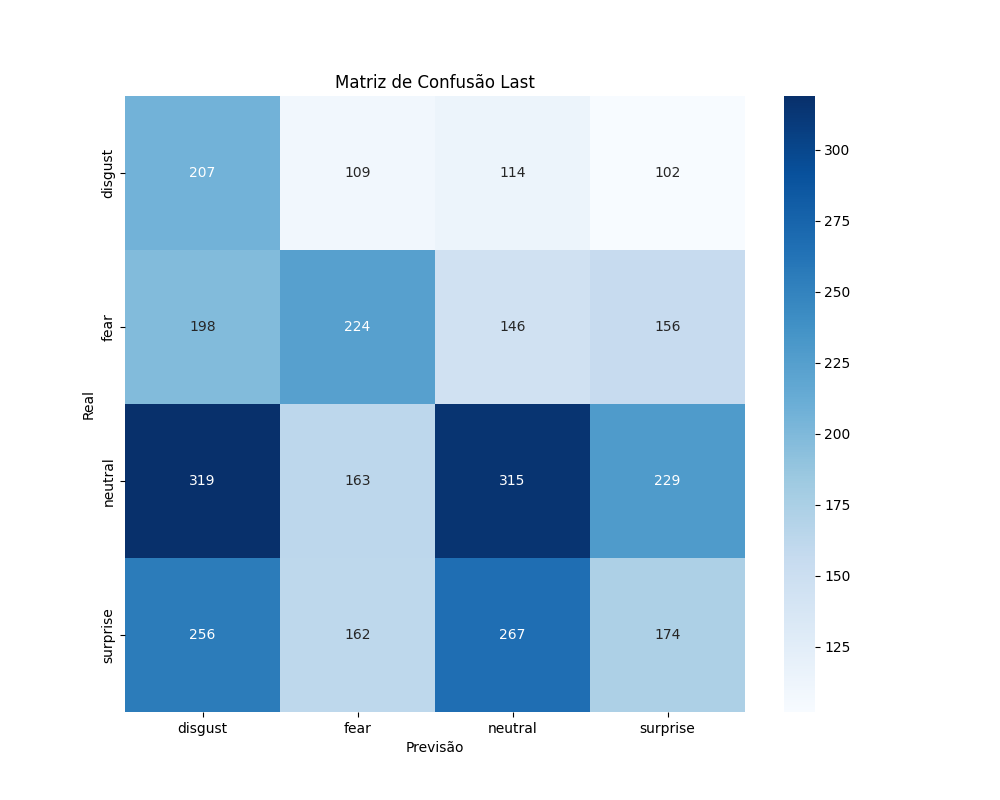 Matriz de Confusão Last
disgust
207 109 114 102
fear
198 224 146 156
neutral
319 163 315 229
surprise
256 162 267 174
Real
disgust fear neutral surprise
Previsão
300
275
250
225
200
175
150
125